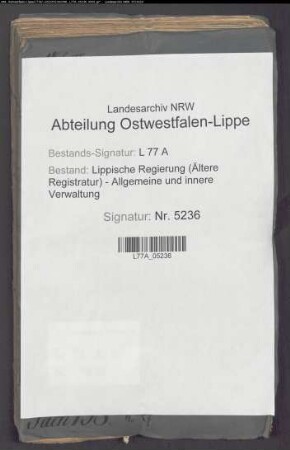 Landesarchiv NRW
Abteilung Ostwestfalen-Lippe
Bestands-Signatur: L 77 A
Bestand: Lippische Regierung (Ältere
Registratur) - Allgemeine und innere
Verwaltung
Signatur: Nr. 5236
L77A_05236